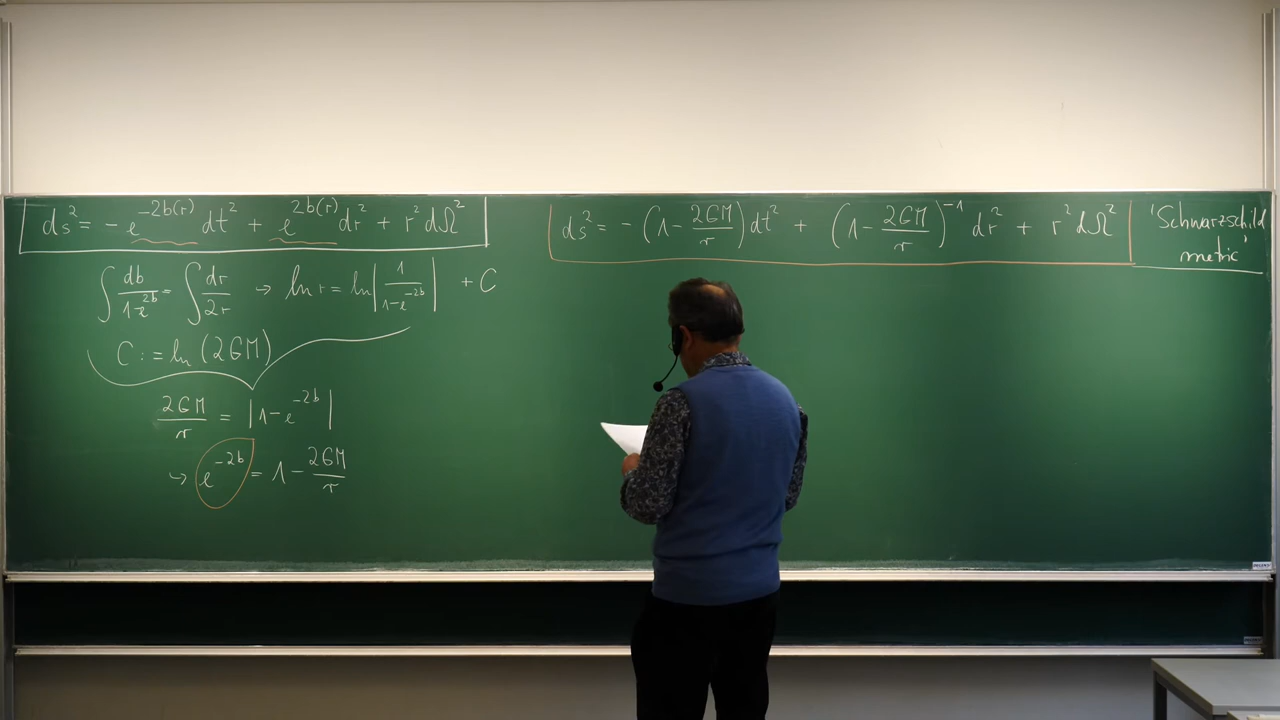 ds² = - e^{-2b(r)} dt² + e^{2b(r)} dr² + r² dΩ²
∫ db/(1-e^{2b}) = ∫ dr/2r → ln r = ln |1/(1-e^{-2b})| + C
C := ln (2GM)
2GM/r = |1-e^{-2b}|
↪ e^{-2b} = 1 - 2GM/r
ds² = - (1 - 2GM/r) dt² + (1 - 2GM/r)^{-1} dr² + r² dΩ²
'Schwarzschild
metric'